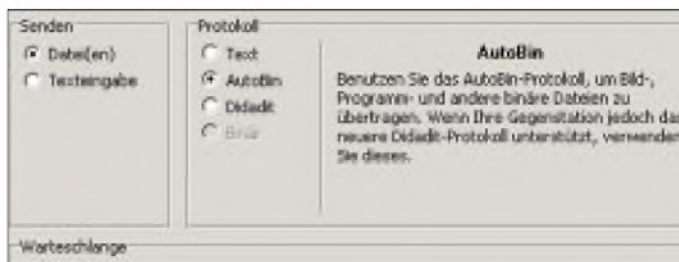 Senden
Datei(en)
Texteingabe
Protokoll
Text
AutoBin
Didadit
Binär
AutoBin
Benutzen Sie das AutoBin-Protokoll, um Bild-,
Programm- und andere binäre Dateien zu
übertragen. Wenn Ihre Gegenstation jedoch das
neuere Didadit-Protokoll unterstützt, verwenden
Sie dieses.
Warteschlange